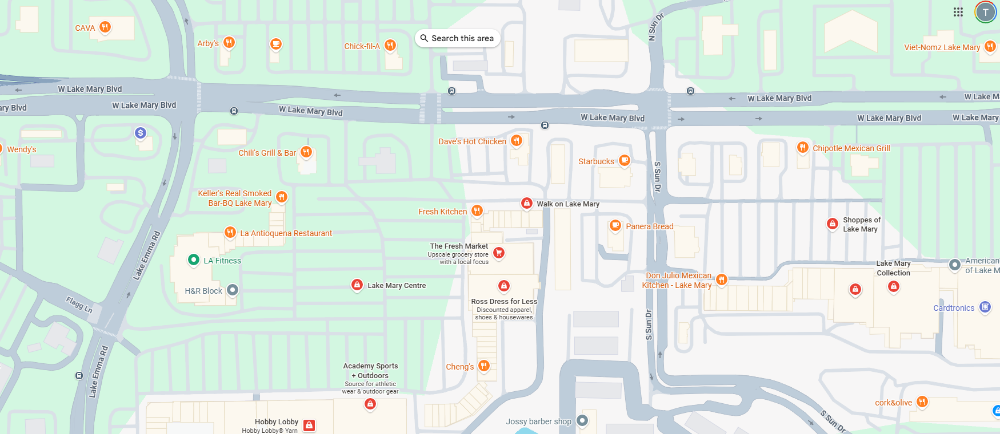 CAVA
Arby's
Chick-fil-A
Search this area
N Sun Dr
T
Viet-Nomz Lake Mary
W Lake Mary Blvd
W Lake Mary Blvd
ary Blvd
W Lake Mary Blvd
W Lake Mary Blvd
W Lake Mary Blvd
W Lake Ma
W Lake Mary Blvd
W Lake Mary
$
Wendy's
Chili's Grill & Bar
Dave's Hot Chicken
Starbucks
Chipotle Mexican Grill
S Sun Dr
Keller's Real Smoked
Bar-BQ Lake Mary
Fresh Kitchen
Walk on Lake Mary
La Antioquena Restaurant
Panera Bread
Shoppes of
Lake Mary
Lake Emma Rd
LA Fitness
The Fresh Market
Upscale grocery store
with a local focus
Lake Mary
Collection
American
of Lake M
H&R Block
Lake Mary Centre
Don Julio Mexican
Kitchen - Lake Mary
Ross Dress for Less
Discounted apparel,
shoes & housewares
Flagg Ln
Cardtronics
S Sun Dr
Lake Emma Rd
Cheng's
Academy Sports
+ Outdoors
Source for athletic
wear & outdoor gear
cork&olive
Hobby Lobby
Hobby Lobby® Yarn
Jossy barber shop
S Sun Dr